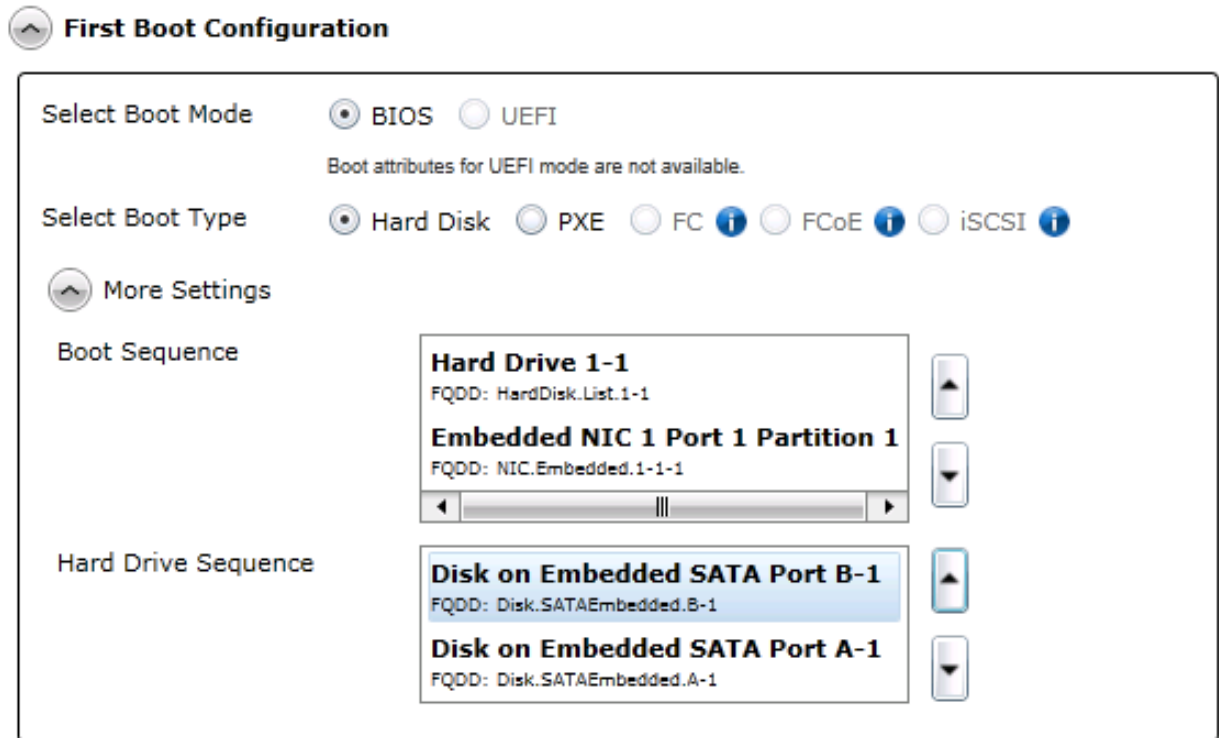 First Boot Configuration
Select Boot Mode BIOS UEFI
Boot attributes for UEFI mode are not available.
Select Boot Type Hard Disk PXE FC i FCoE i iSCSI i
More Settings
Boot Sequence
Hard Drive 1-1
FQDD: HardDisk.List.1-1
Embedded NIC 1 Port 1 Partition 1
FQDD: NIC.Embedded.1-1-1
Hard Drive Sequence
Disk on Embedded SATA Port B-1
FQDD: Disk.SATAEmbedded.B-1
Disk on Embedded SATA Port A-1
FQDD: Disk.SATAEmbedded.A-1